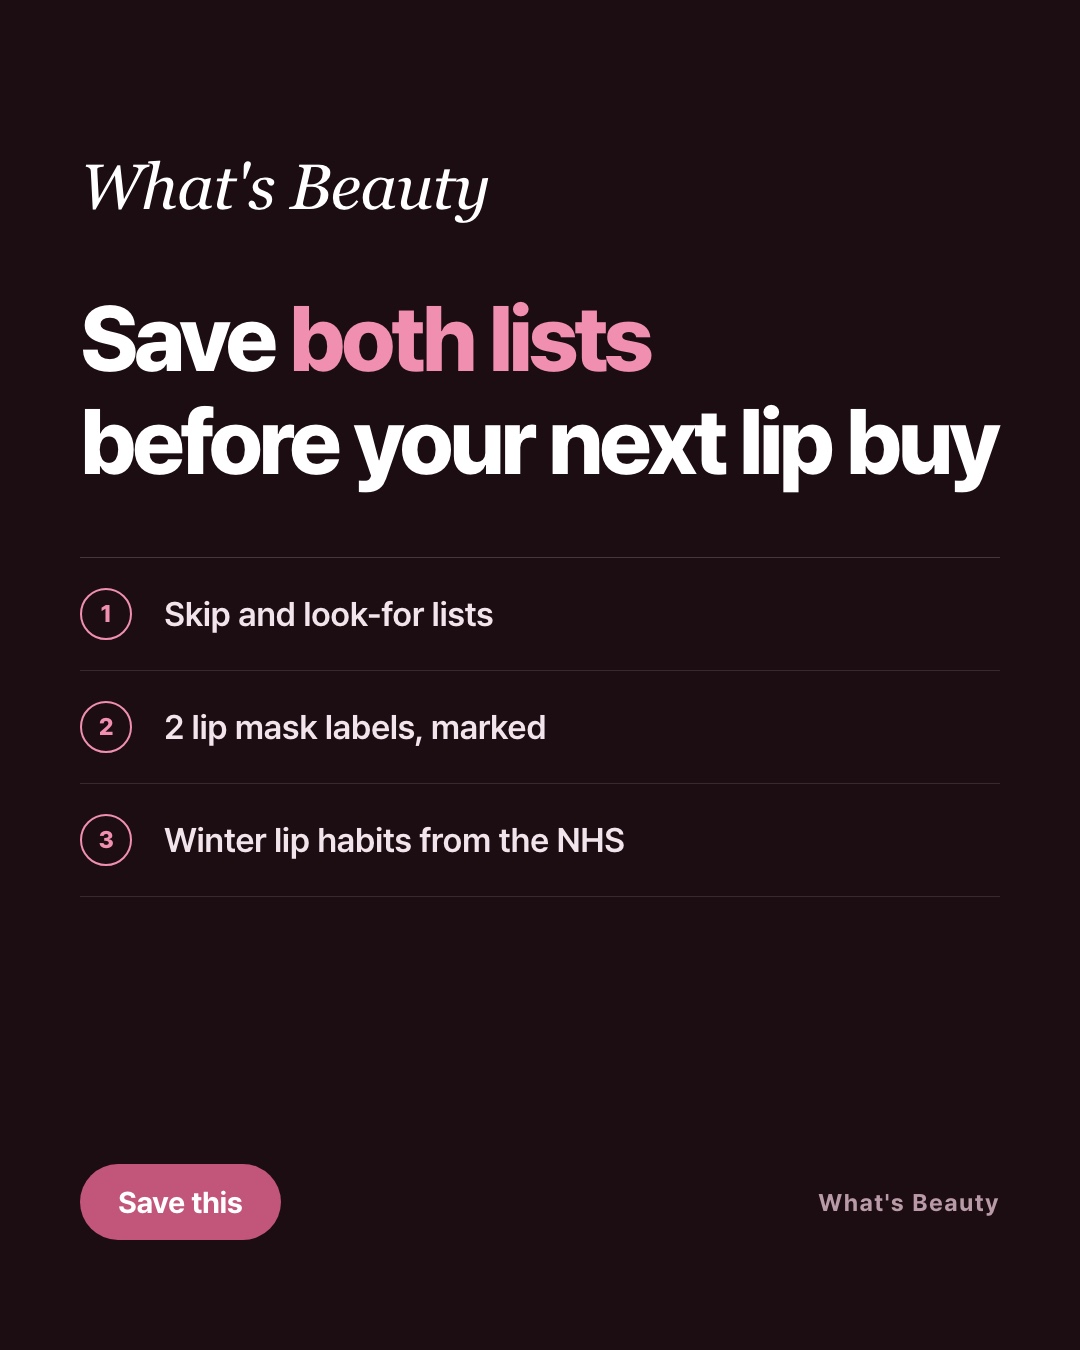 What's Beauty
Save both lists
before your next lip buy
1 Skip and look-for lists
2 2 lip mask labels, marked
3 Winter lip habits from the NHS
Save this
What's Beauty